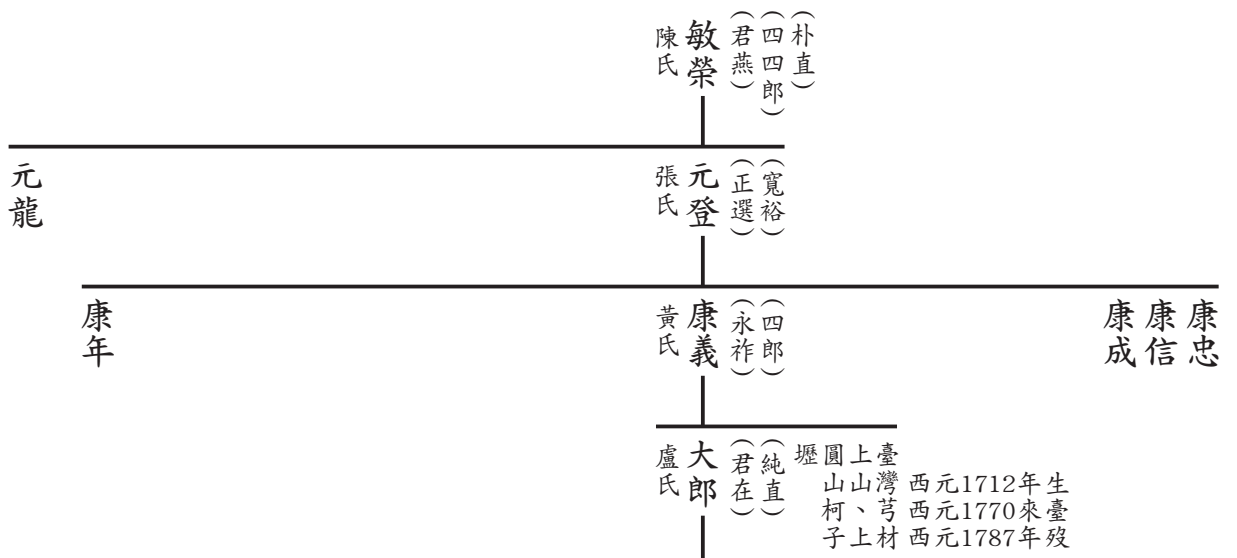 (朴直)
(四四郎)
(君燕)
敏榮
陳氏
(寬裕)
(正選)
元登
張氏
元龍
康忠
康信
康成
(四郎)
(永祚)
康義
黃氏
康年
西元1712年生
西元1770來臺
西元1787年歿
臺灣芎材
上山、上
圓山柯子
壢
(純直)
(君在)
大郎
盧氏